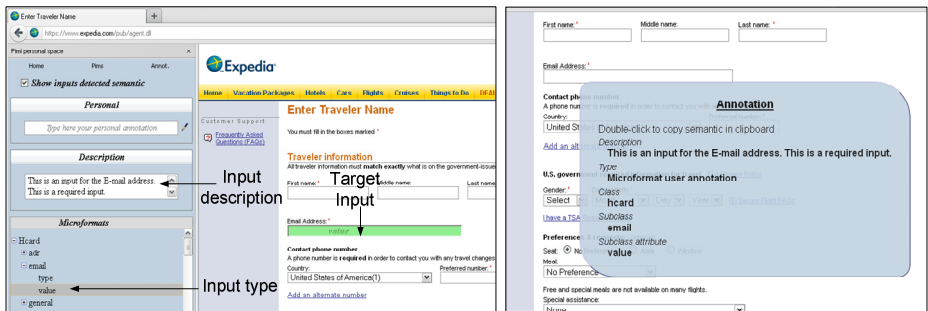 Enter Traveler Name
+
https://www.expedia.com/pub/agent.dll
Pimi personal space ×
Home Pims Annot.
Show inputs detected semantic
Personal
Type here your personal annotation
Description
This is an input for the E-mail address.
This is a required input.
Microformats
Hcard
adr
email
type
value
general
Expedia
Home Vacation Packages Hotels Cars Flights Cruises Things to Do DEAL
Customer Support
Frequently Asked
Questions (FAQs)
Enter Traveler Name
You must fill in the boxes marked *
Traveler information
All traveler information must match exactly what is on the government-issue
First name:* Middle name: Last name
Email Address:*
value
Contact phone number
A phone number is required in order to contact you with any travel changes
Country: Preferred number:*
United States of America(1)
Add an alternate number
Input
description
Target
Input
Input type
First name:* Middle name: Last name:*
Email Address:*
Contact phone number
A phone number is required in order to contact you with
Country:
United St
Add an alt
U.S. govern
Gender:*
Select
I have a TSA
Preferences &
Seat: No Window
Meal:
No Preference
Free and special meals are not available on many flights.
Special assistance:
None
Annotation
Double-click to copy semantic in clipboard
Description
This is an input for the E-mail address. This is a required input.
Type
Microformat user annotation
Class
hcard
Subclass
email
Subclass attribute
value